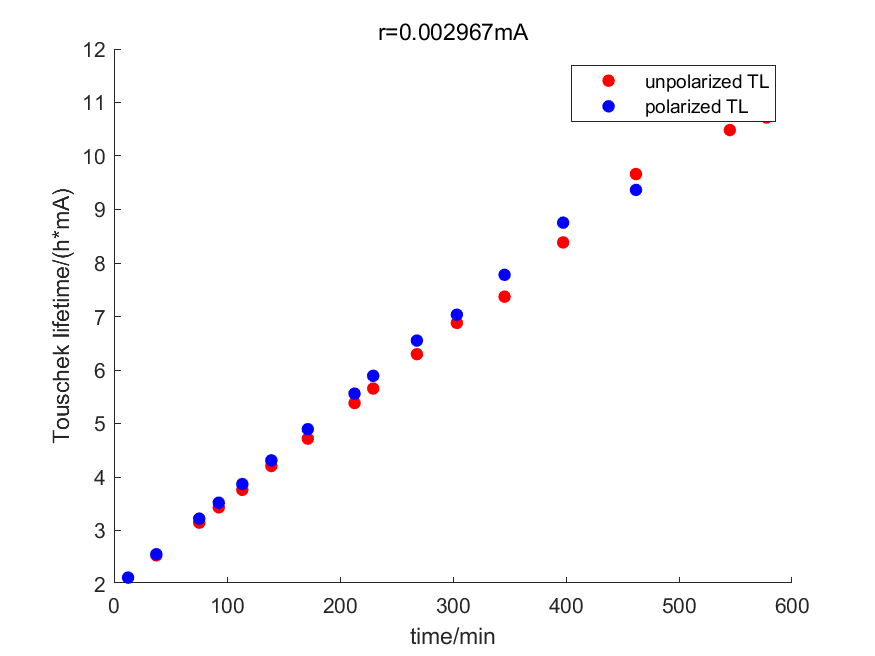 r=0.002967mA
12
11
10
9
8
7
6
5
4
3
2
Touschek lifetime/(h*mA)
unpolarized TL
polarized TL
0 100 200 300 400 500 600
time/min